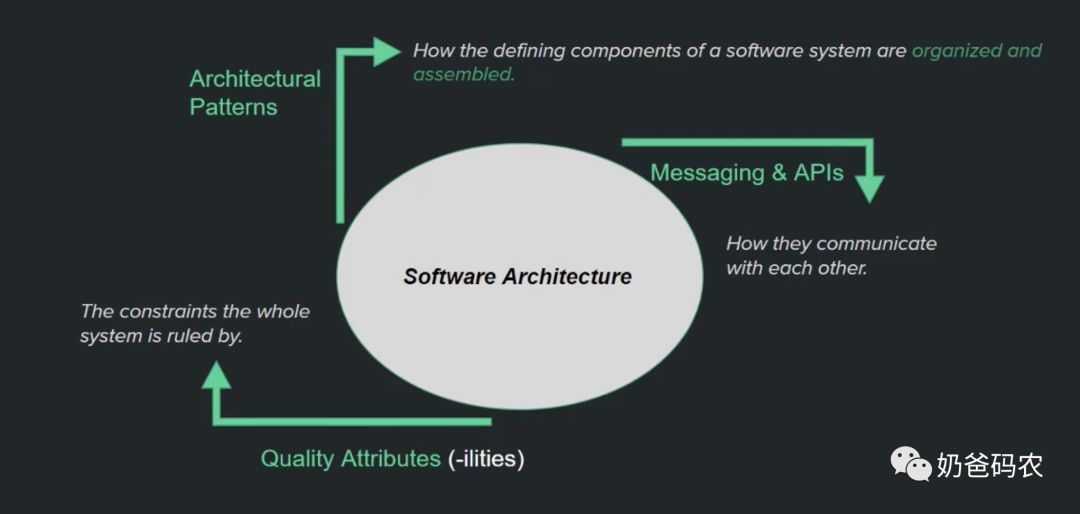 How the defining components of a software system are organized and
assembled.
Architectural
Patterns
Messaging & APIs
How they communicate
with each other.
Software Architecture
The constraints the whole
system is ruled by.
Quality Attributes (-ilities)
奶爸码农